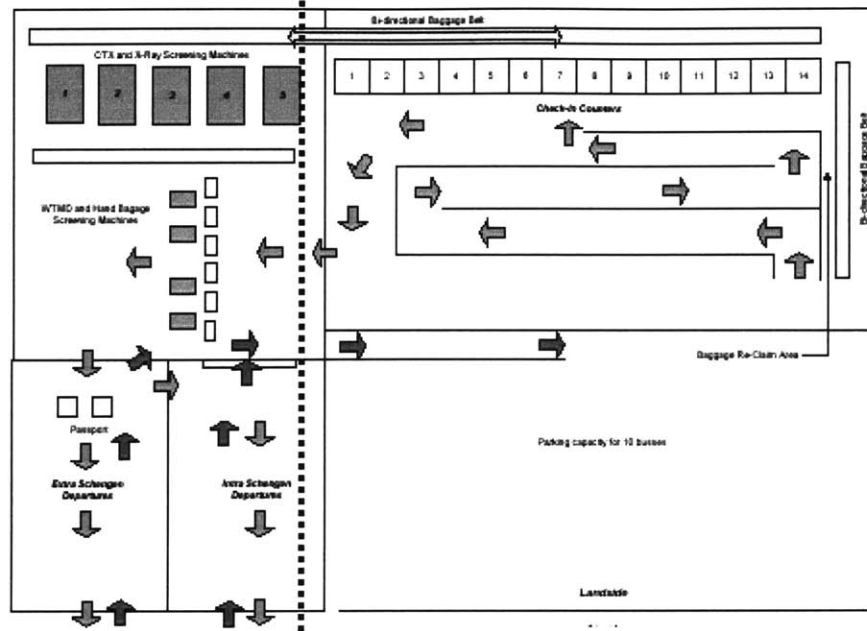 Bi-directional Baggage Belt
CTX and X-Ray Screening Machines
1 2 3 4 5
1 2 3 4 5 6 7 8 9 10 11 12 13 14
Check-in Counters
Bi-directional Baggage Belt
WTMD and Hand Bagage
Screening Machines
Baggage Re-Claim Area
Passport
Parking capacity for 10 busses
Extra Schengen
Departures
Intra Schengen
Departures
Landside